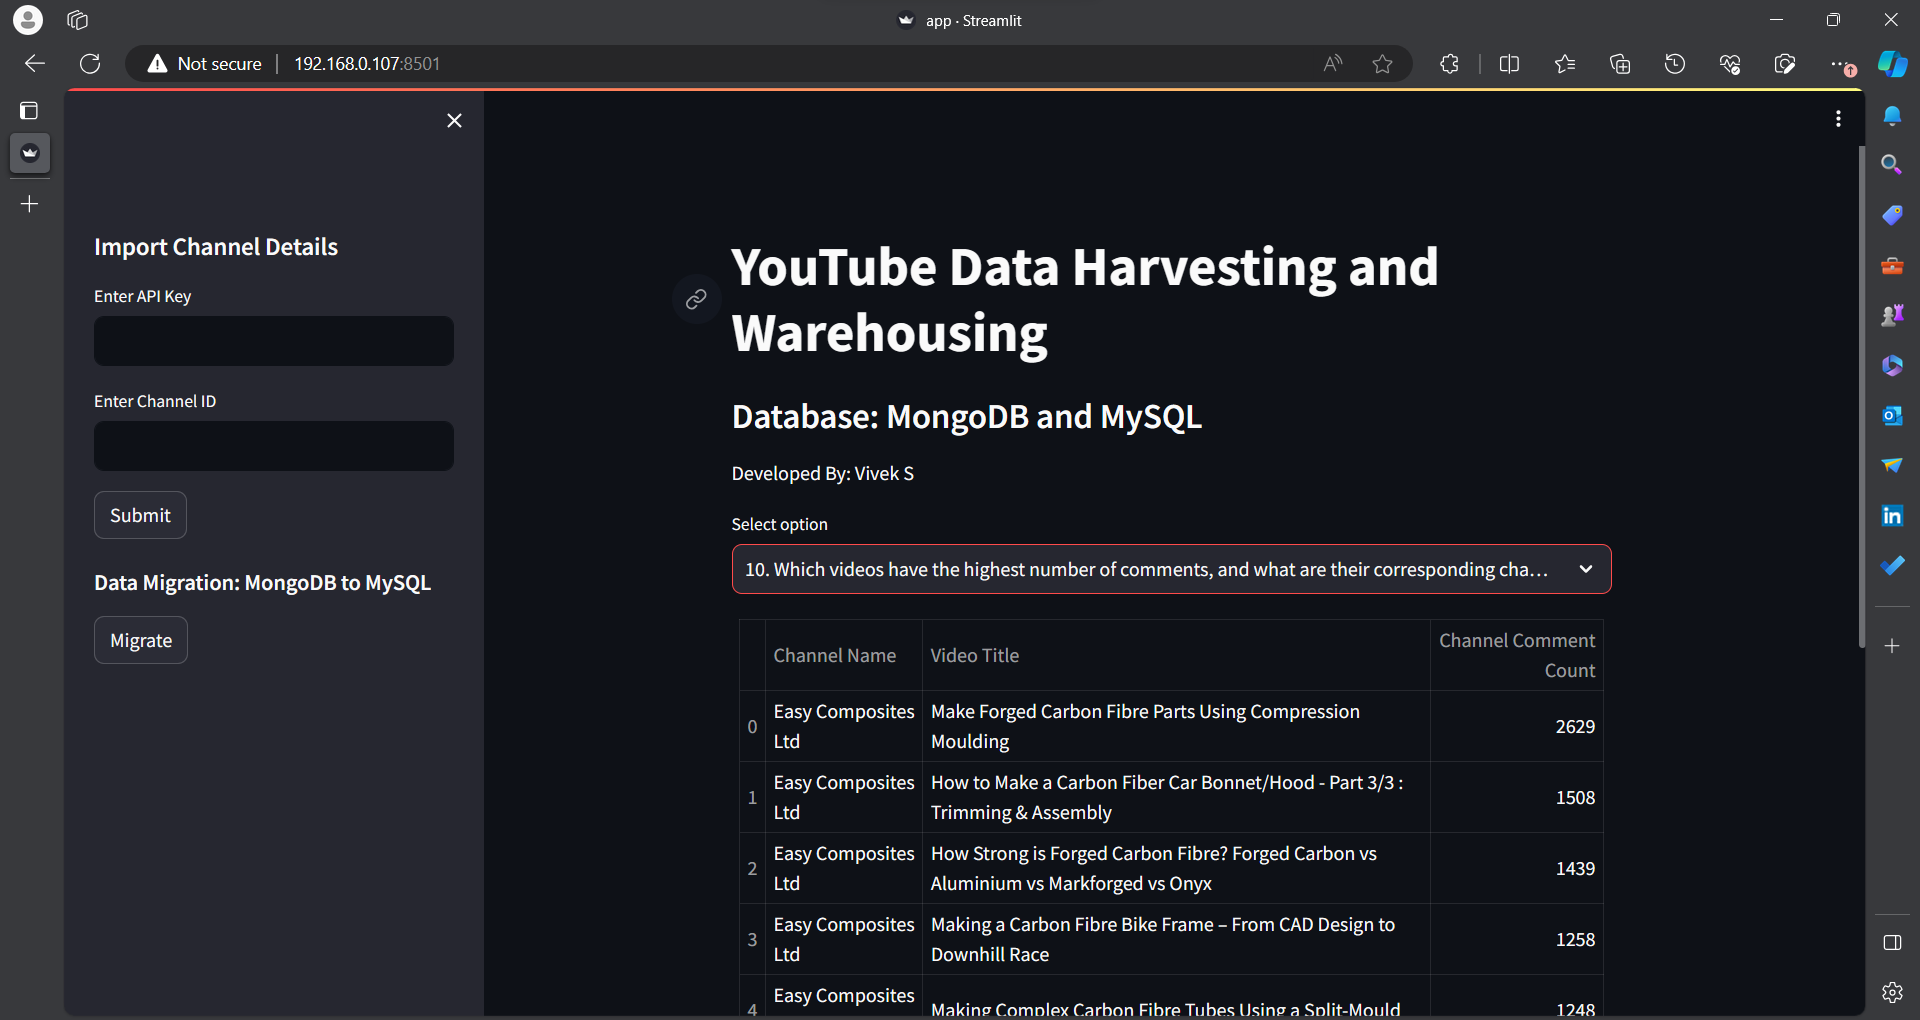 app · Streamlit
Not secure
192.168.0.107:8501
Import Channel Details
Enter API Key
Enter Channel ID
Submit
Data Migration: MongoDB to MySQL
Migrate
YouTube Data Harvesting and
Warehousing
Database: MongoDB and MySQL
Developed By: Vivek S
Select option
10. Which videos have the highest number of comments, and what are their corresponding cha...
Channel Name Video Title Channel Comment
Count
0 Easy Composites Ltd Make Forged Carbon Fibre Parts Using Compression Moulding 2629
1 Easy Composites Ltd How to Make a Carbon Fiber Car Bonnet/Hood - Part 3/3 : Trimming & Assembly 1508
2 Easy Composites Ltd How Strong is Forged Carbon Fibre? Forged Carbon vs Aluminium vs Markforged vs Onyx 1439
3 Easy Composites Ltd Making a Carbon Fibre Bike Frame – From CAD Design to Downhill Race 1258
4 Easy Composites Making Complex Carbon Fibre Tubes Using a Split-Mould 1248